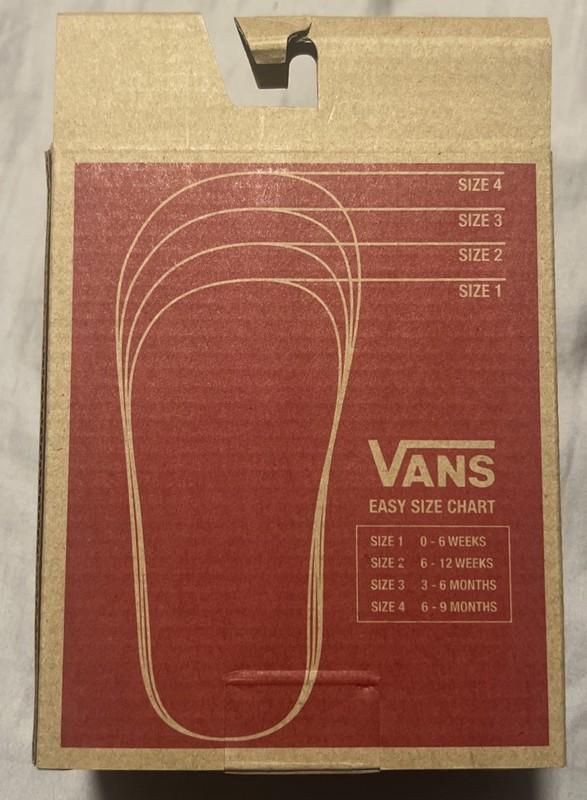 SIZE 4
SIZE 3
SIZE 2
SIZE 1
VANS
EASY SIZE CHART
SIZE 1 0 - 6 WEEKS
SIZE 2 6 - 12 WEEKS
SIZE 3 3 - 6 MONTHS
SIZE 4 6 - 9 MONTHS